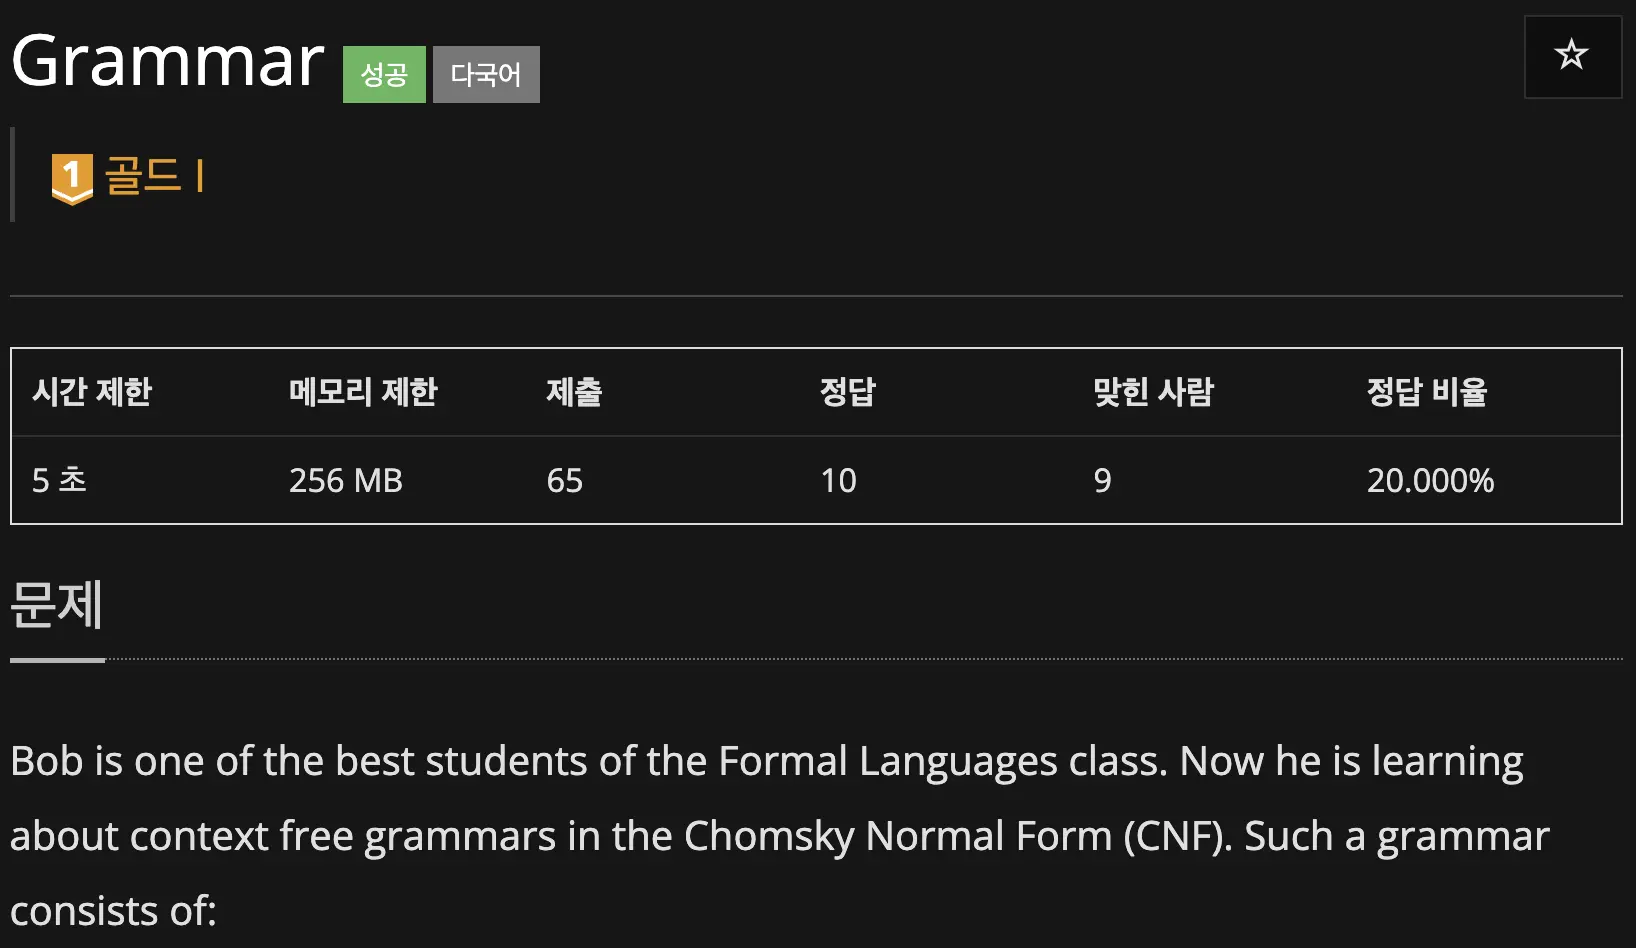 Grammar 성공 다국어
1 골드 I
시간 제한 메모리 제한 제출 정답 맞힌 사람 정답 비율
5 초 256 MB 65 10 9 20.000%
문제
Bob is one of the best students of the Formal Languages class. Now he is learning
about context free grammars in the Chomsky Normal Form (CNF). Such a grammar
consists of: